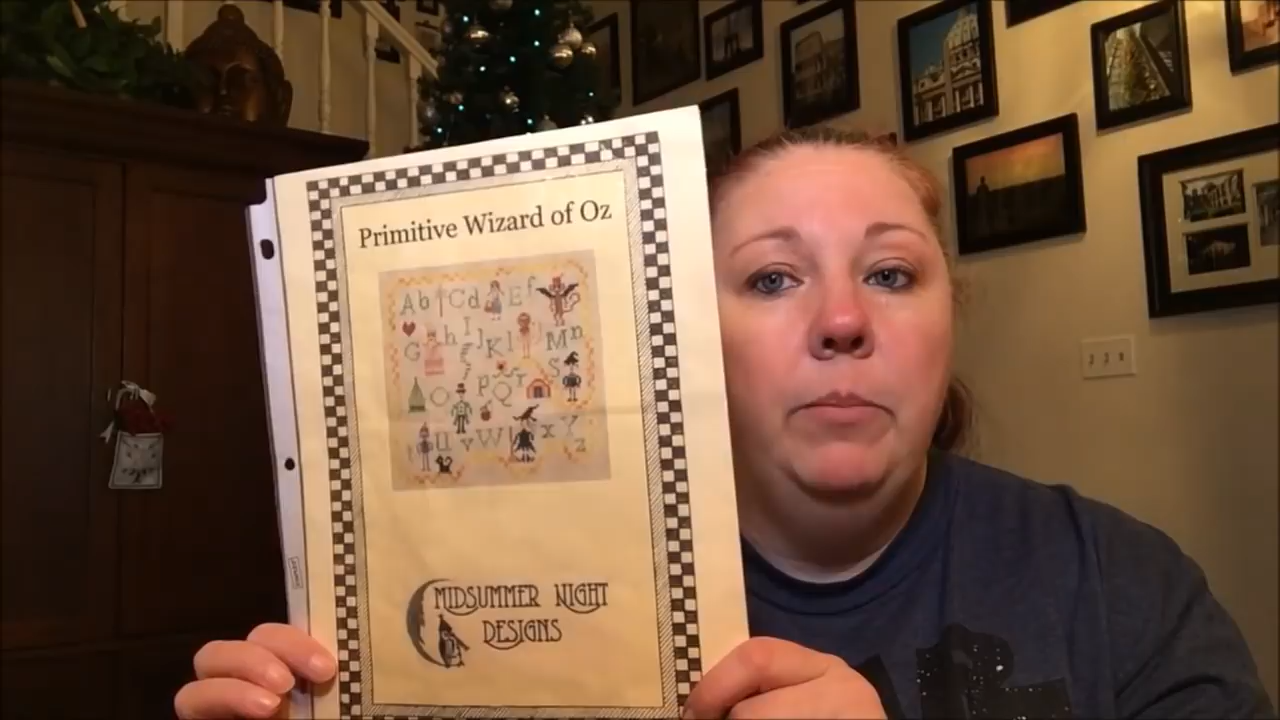 Primitive Wizard of Oz
A b C d E f
G h I J K l M n
O P Q r S
U v W x Y z
MIDSUMMER NIGHT
DESIGNS